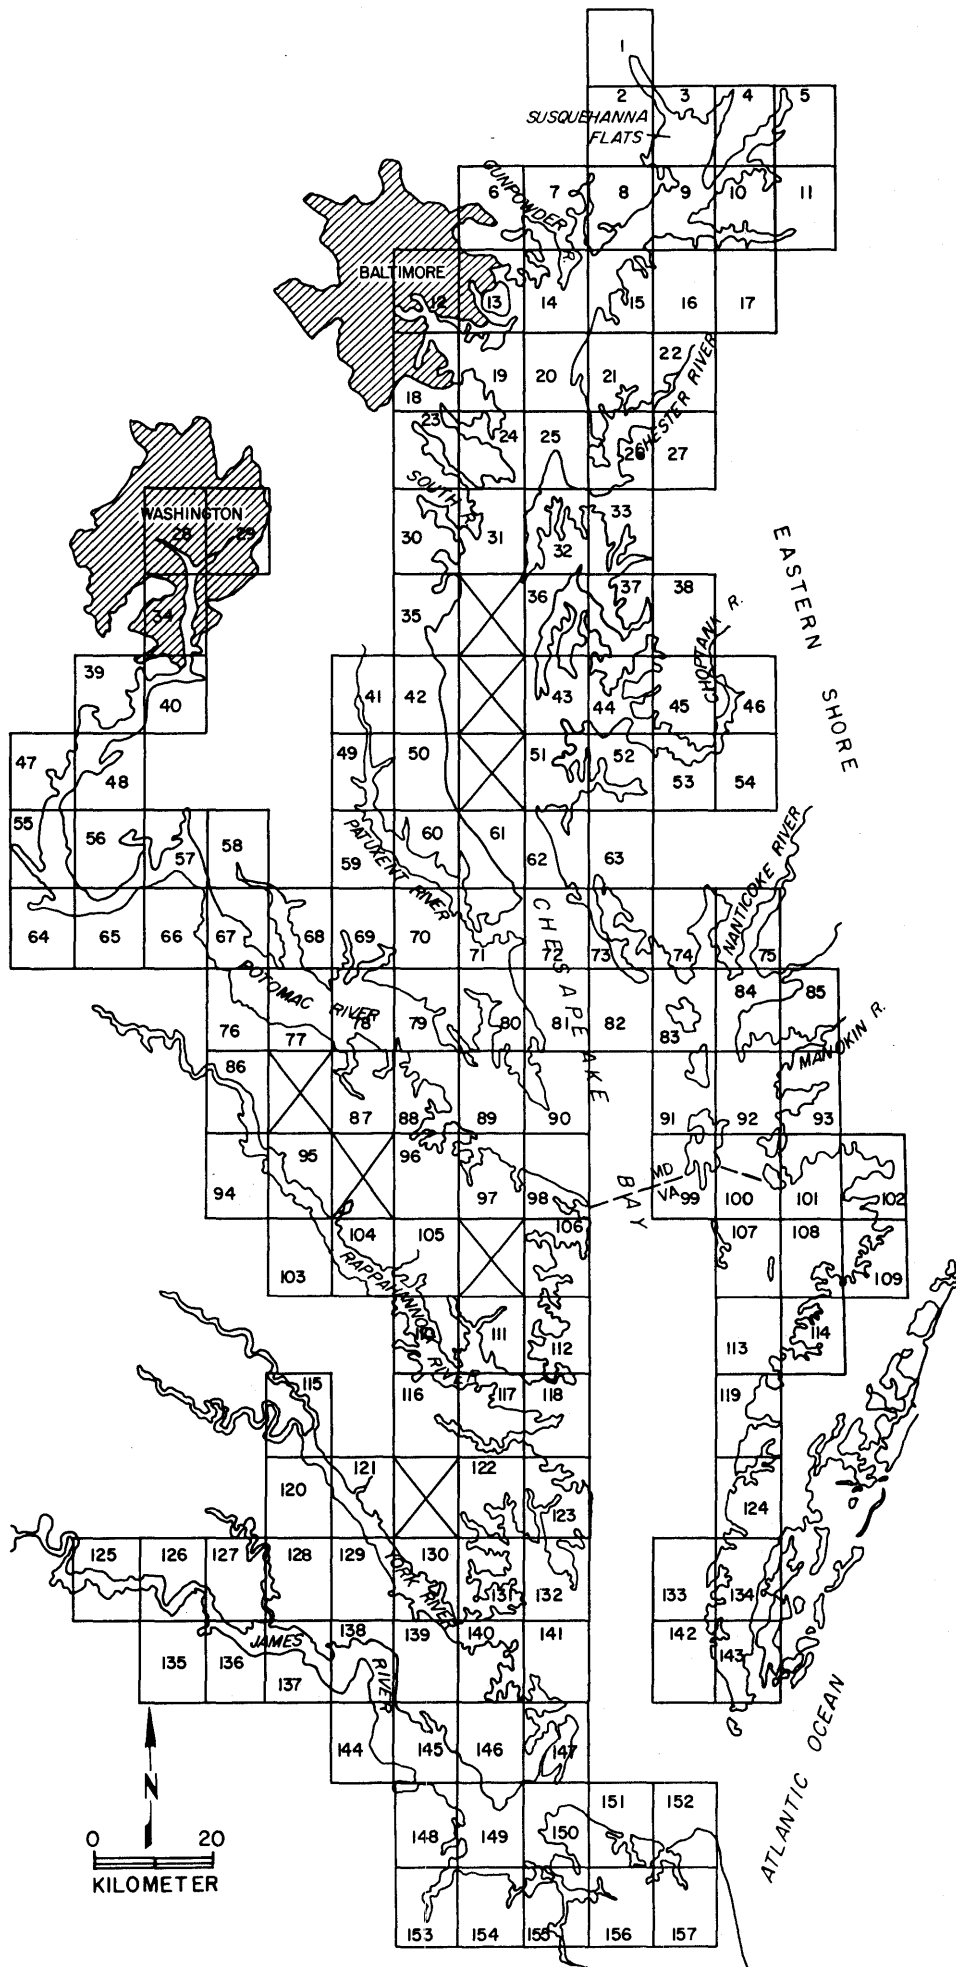 1
2 3 4 5
SUSQUEHANNA
FLATS
6 7 8 9 10 11
GUNPOWDER R.
BALTIMORE
12 13 14 15 16 17
18 19 20 21 22
CHESTER RIVER
23 24 25 26 27
SOUTH R.
WASHINGTON
28 29 30 31 32 33
34 35 36 37 38
EASTERN SHORE
CHOPTANK R.
39 40 41 42 43 44 45 46
47 48 49 50 51 52 53 54
55 56 57 58 59 60 61 62 63
PATUXENT RIVER
NANTICOKE RIVER
64 65 66 67 68 69 70 71 72 73 74 75
CHESAPEAKE BAY
POTOMAC RIVER
76 77 78 79 80 81 82 83 84 85
MANOKIN R.
86 87 88 89 90 91 92 93
94 95 96 97 98 99 100 101 102
MD
VA
103 104 105 106 107 108 109
RAPPAHANNOCK RIVER
110 111 112 113 114
115 116 117 118 119
120 121 122 123 124
125 126 127 128 129 130 131 132 133 134
YORK RIVER
135 136 137 138 139 140 141 142 143
JAMES RIVER
144 145 146 147
ATLANTIC OCEAN
N
148 149 150 151 152
0 20
KILOMETER
153 154 155 156 157